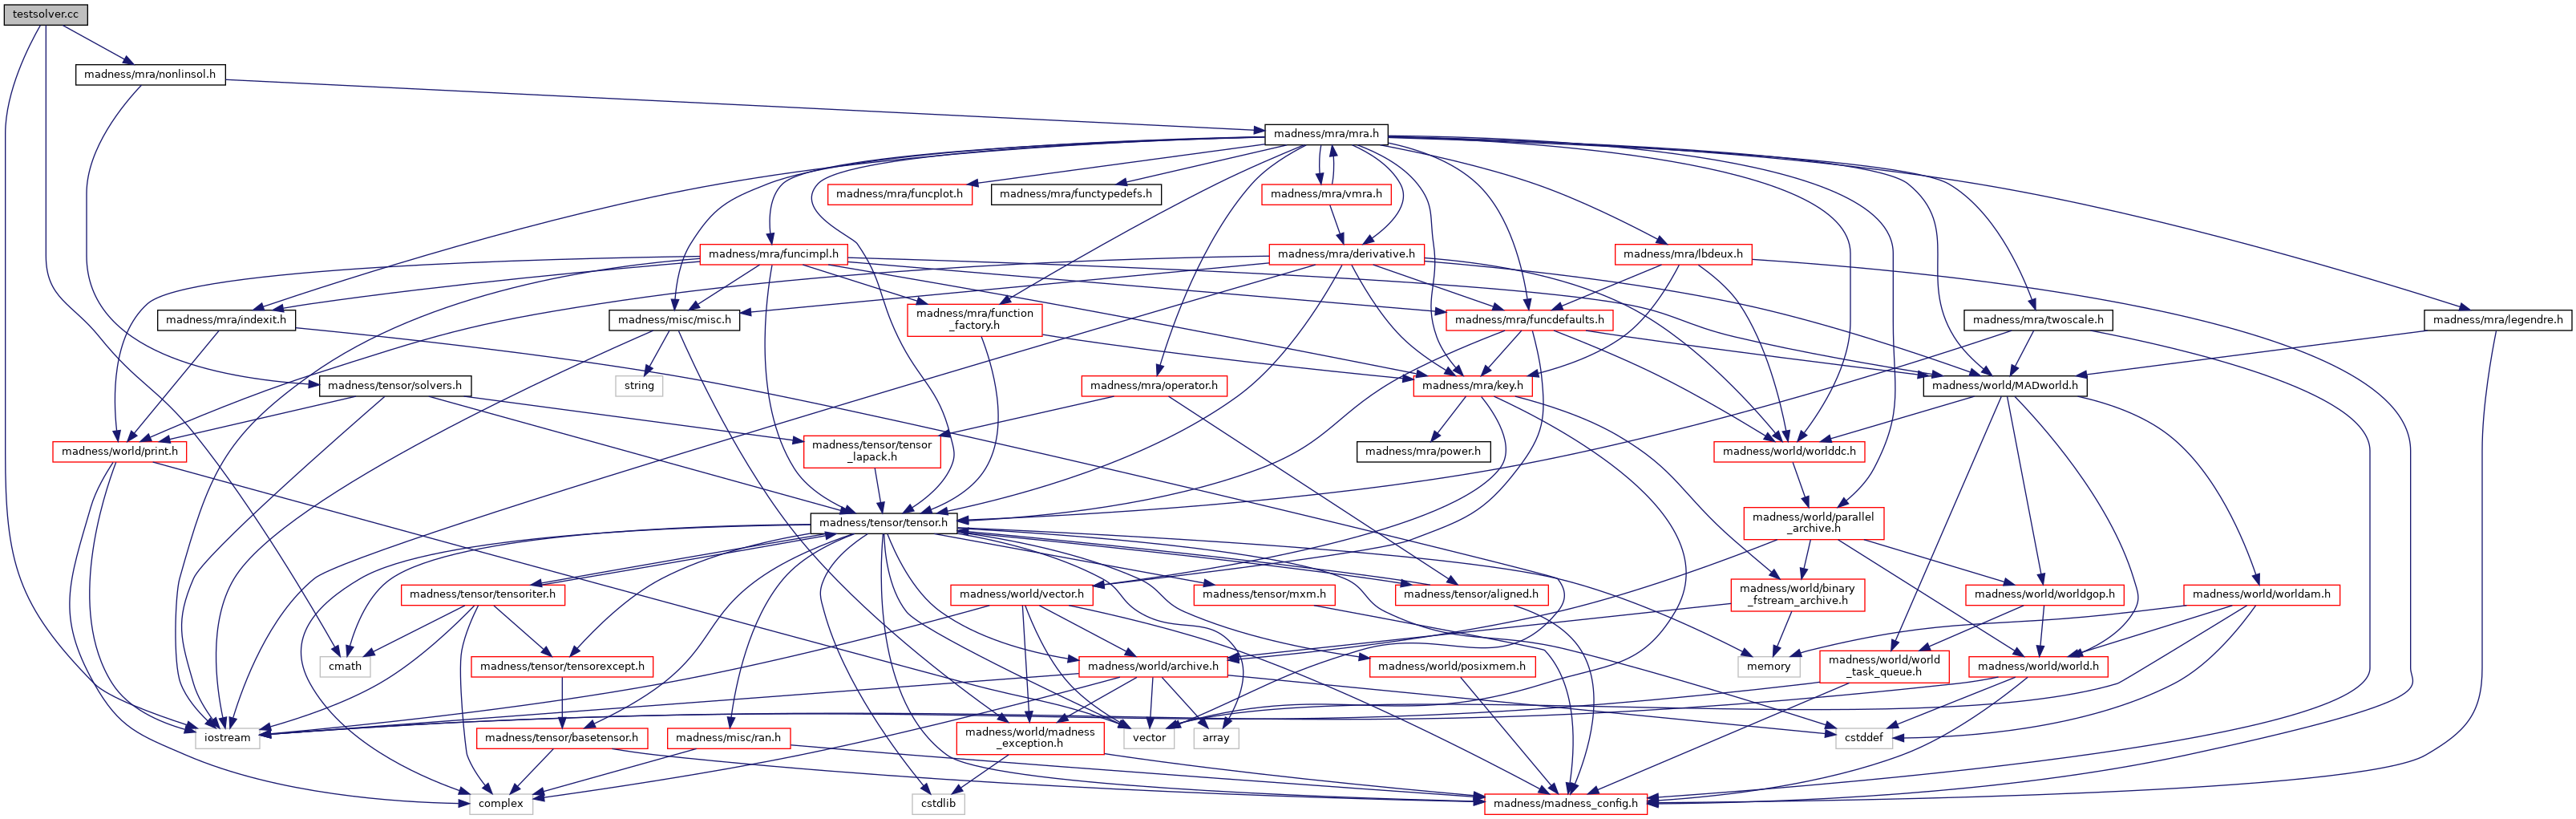 testsolver.cc
madness/mra/nonlinsol.h
madness/mra/mra.h
madness/mra/funcplot.h
madness/mra/functypedefs.h
madness/mra/vmra.h
madness/mra/funcimpl.h
madness/mra/derivative.h
madness/mra/lbdeux.h
madness/mra/indexit.h
madness/misc/misc.h
madness/mra/function
_factory.h
madness/mra/funcdefaults.h
madness/mra/twoscale.h
madness/mra/legendre.h
madness/tensor/solvers.h
string
madness/mra/operator.h
madness/mra/key.h
madness/world/MADworld.h
madness/world/print.h
madness/tensor/tensor
_lapack.h
madness/mra/power.h
madness/world/worlddc.h
madness/tensor/tensor.h
madness/world/parallel
_archive.h
madness/tensor/tensoriter.h
madness/world/vector.h
madness/tensor/mxm.h
madness/tensor/aligned.h
madness/world/binary
_fstream_archive.h
madness/world/worldgop.h
madness/world/worldam.h
cmath
madness/tensor/tensorexcept.h
madness/world/archive.h
madness/world/posixmem.h
memory
madness/world/world
_task_queue.h
madness/world/world.h
iostream
madness/tensor/basetensor.h
madness/misc/ran.h
madness/world/madness
_exception.h
vector
array
cstddef
complex
cstdlib
madness/madness_config.h